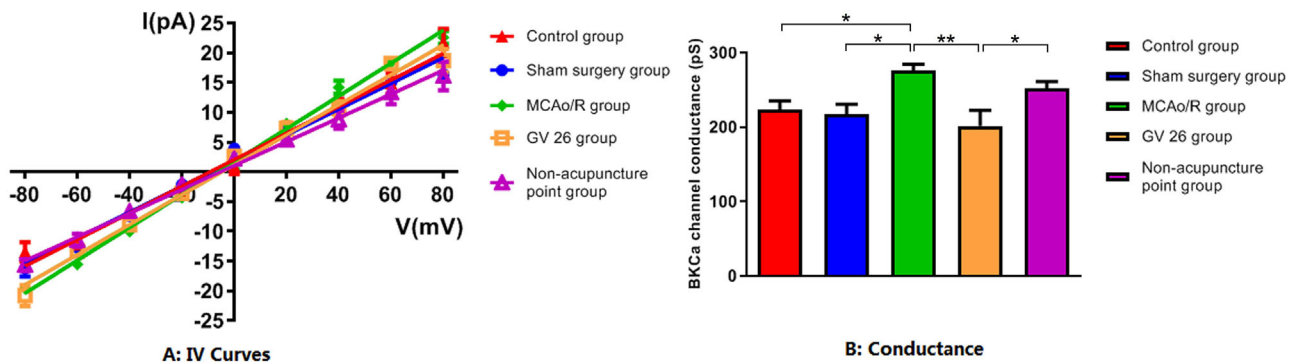 I(pA)
25
20
15
10
5
-80 -60 -40 -20 0 20 40 60 80
V(mV)
-5
-10
-15
-20
-25
Control group
Sham surgery group
MCAo/R group
GV 26 group
Non-acupuncture
point group
A: IV Curves
BKCa channel conductance (pS)
300
200
100
0
*
* ** *
Control group
Sham surgery group
MCAo/R group
GV 26 group
Non-acupuncture
point group
B: Conductance